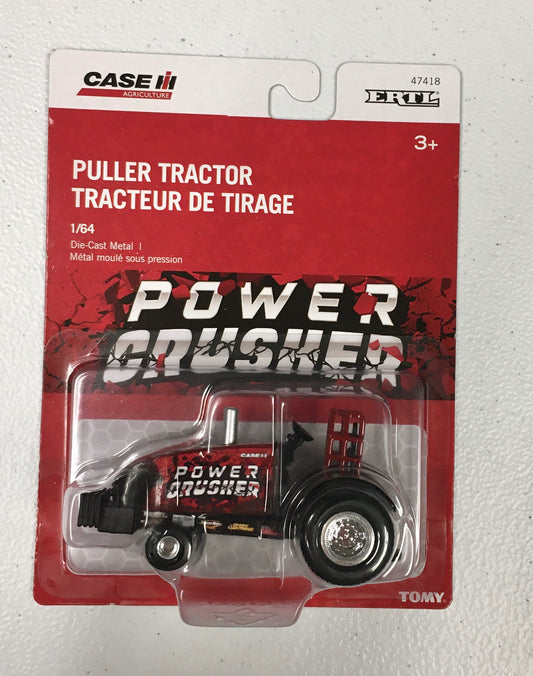 CASE IH
AGRICULTURE
47418
ERTL
3+
PULLER TRACTOR
TRACTEUR DE TIRAGE
1/64
Die-Cast Metal |
Métal moulé sous pression
POWER
CRUSHER
CASE IH
POWER
CRUSHER
TOMY